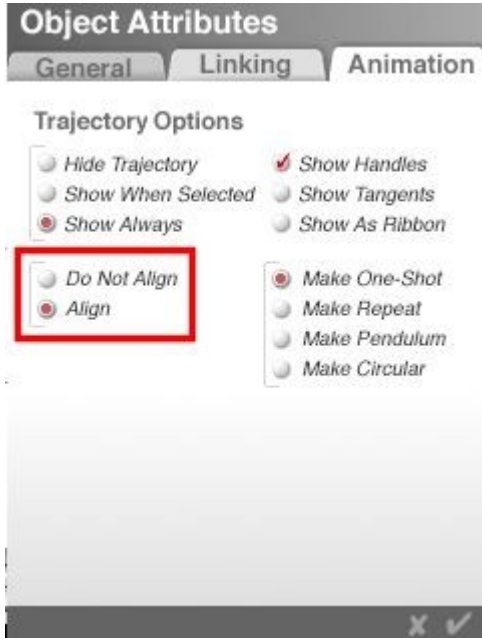 Object Attributes
General Linking Animation
Trajectory Options
Hide Trajectory
Show When Selected
Show Always
Show Handles
Show Tangents
Show As Ribbon
Do Not Align
Align
Make One-Shot
Make Repeat
Make Pendulum
Make Circular